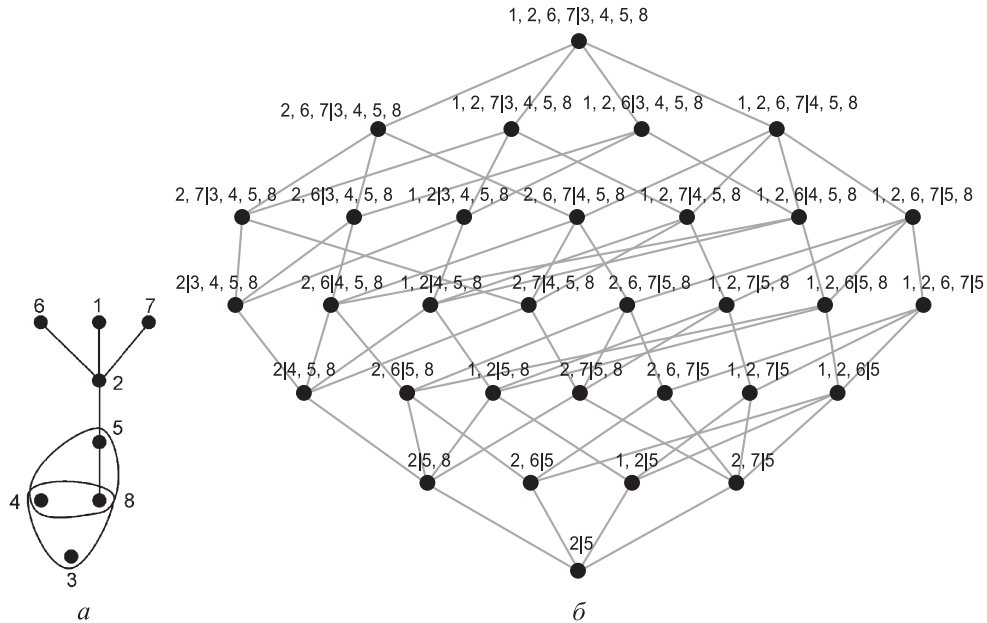 1, 2, 6, 7|3, 4, 5, 8
2, 6, 7|3, 4, 5, 8 1, 2, 7|3, 4, 5, 8 1, 2, 6|3, 4, 5, 8 1, 2, 6, 7|4, 5, 8
2, 7|3, 4, 5, 8 2, 6|3, 4, 5, 8 1, 2|3, 4, 5, 8 2, 6, 7|4, 5, 8 1, 2, 7|4, 5, 8 1, 2, 6|4, 5, 8 1, 2, 6, 7|5, 8
2|3, 4, 5, 8 2, 6|4, 5, 8 1, 2|4, 5, 8 2, 7|4, 5, 8 2, 6, 7|5, 8 1, 2, 7|5, 8 1, 2, 6|5, 8 1, 2, 6, 7|5
6 1 7
2|4, 5, 8 2, 6|5, 8 1, 2|5, 8 2, 7|5, 8 2, 6, 7|5 1, 2, 7|5 1, 2, 6|5
2
5
2|5, 8 2, 6|5 1, 2|5 2, 7|5
4 8
2|5
3
а б